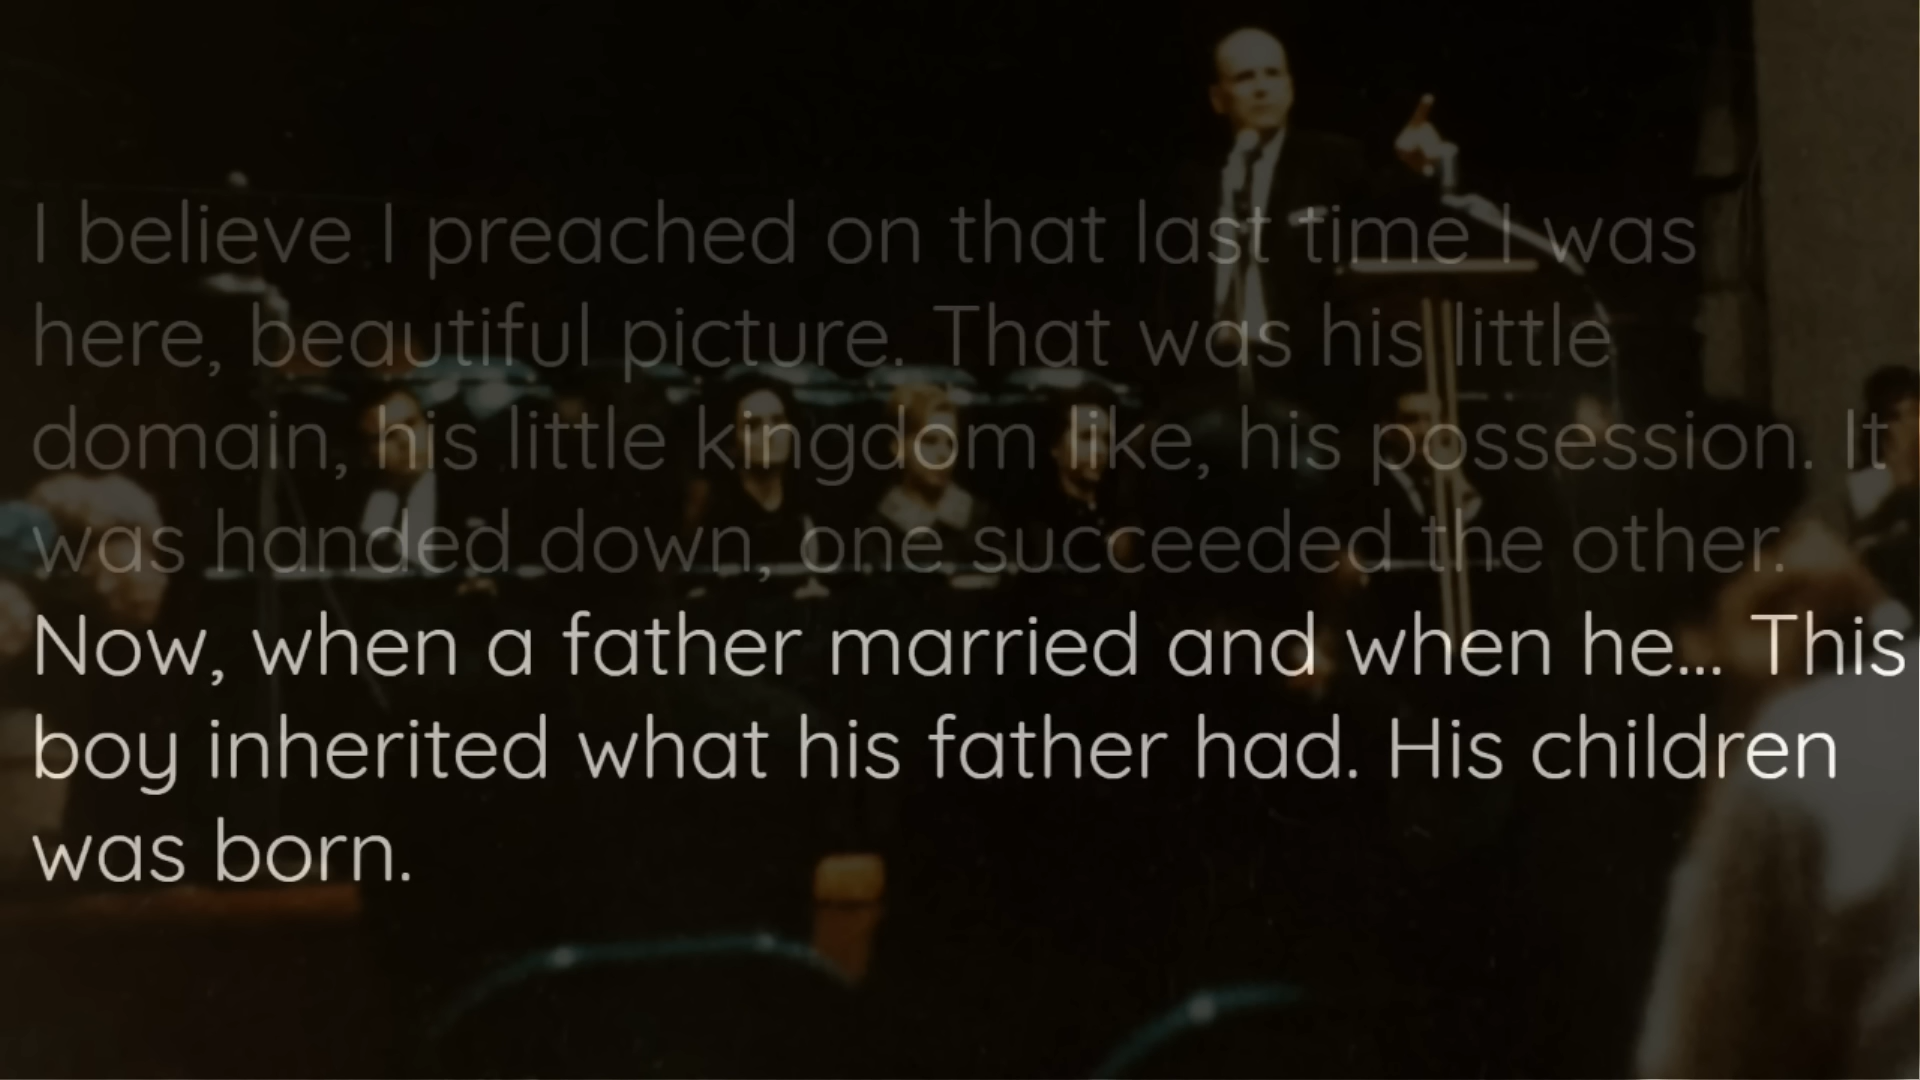 I believe I preached on that last time I was
here, beautiful picture. That was his little
domain, his little kingdom like, his possession. It
was handed down, one succeeded the other.
Now, when a father married and when he... This
boy inherited what his father had. His children
was born.